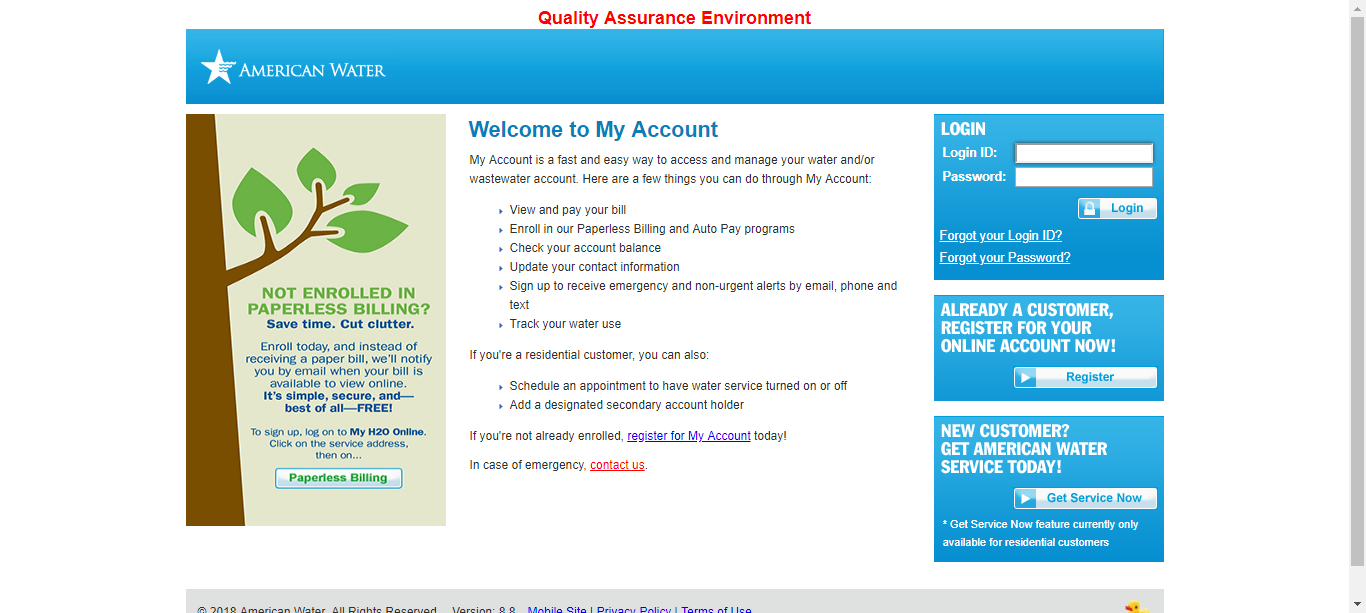 Quality Assurance Environment
AMERICAN WATER
NOT ENROLLED IN
PAPERLESS BILLING?
Save time. Cut clutter.
Enroll today, and instead of
receiving a paper bill, we'll notify
you by email when your bill is
available to view online.
It's simple, secure, and—
best of all—FREE!
To sign up, log on to My H2O Online.
Click on the service address,
then on...
Paperless Billing
Welcome to My Account
My Account is a fast and easy way to access and manage your water and/or
wastewater account. Here are a few things you can do through My Account:
View and pay your bill
Enroll in our Paperless Billing and Auto Pay programs
Check your account balance
Update your contact information
Sign up to receive emergency and non-urgent alerts by email, phone and
text
Track your water use
If you're a residential customer, you can also:
Schedule an appointment to have water service turned on or off
Add a designated secondary account holder
If you're not already enrolled, register for My Account today!
In case of emergency, contact us.
LOGIN
Login ID:
Password:
Login
Forgot your Login ID?
Forgot your Password?
ALREADY A CUSTOMER,
REGISTER FOR YOUR
ONLINE ACCOUNT NOW!
Register
NEW CUSTOMER?
GET AMERICAN WATER
SERVICE TODAY!
Get Service Now
* Get Service Now feature currently only
available for residential customers
© 2018 American Water. All Rights Reserved. Version: 8.8 Mobile Site | Privacy Policy | Terms of Use